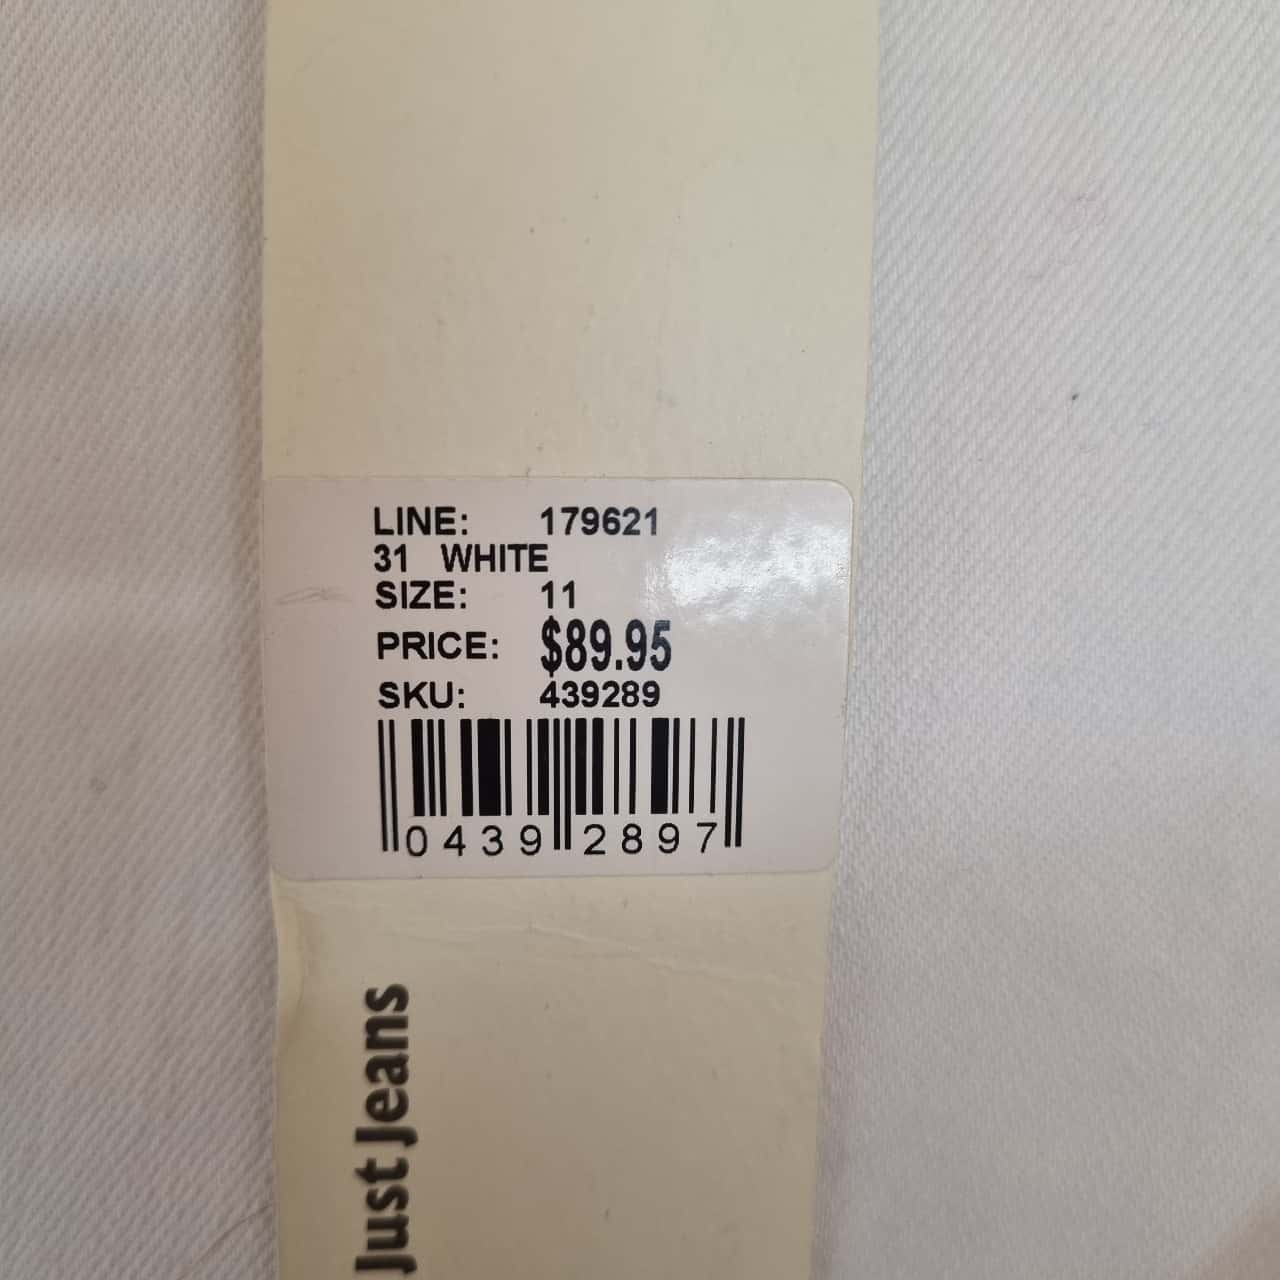 LINE: 179621
31 WHITE
SIZE: 11
PRICE: $89.95
SKU: 439289
0439 2897
Just Jeans